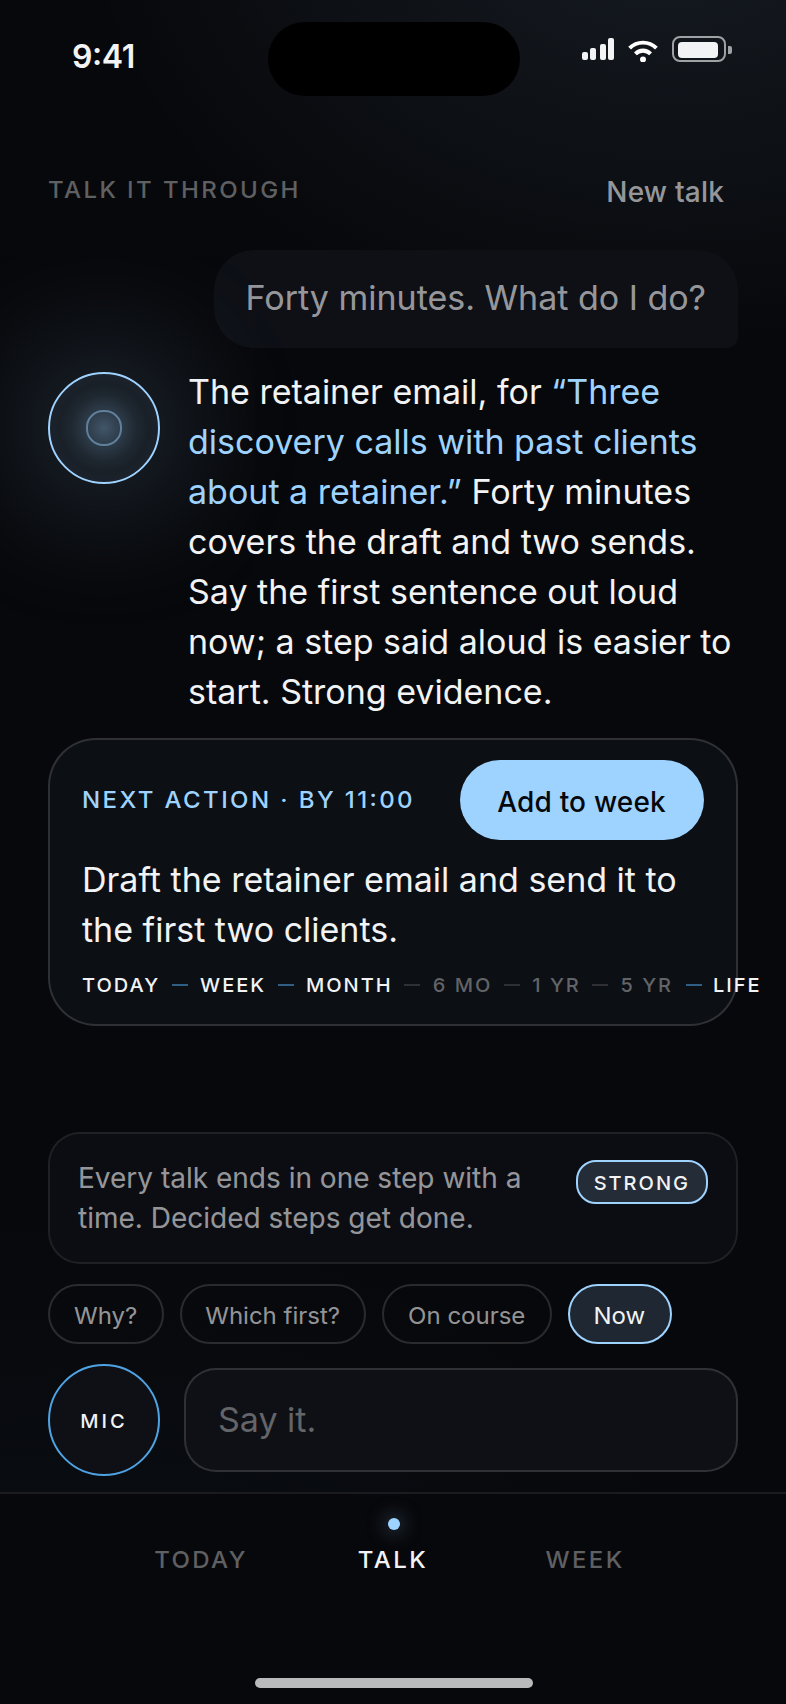 9:41
TALK IT THROUGH
New talk
Forty minutes. What do I do?
The retainer email, for “Three
discovery calls with past clients
about a retainer.” Forty minutes
covers the draft and two sends.
Say the first sentence out loud
now; a step said aloud is easier to
start. Strong evidence.
NEXT ACTION · BY 11:00
Add to week
Draft the retainer email and send it to
the first two clients.
TODAY — WEEK — MONTH — 6 MO — 1 YR — 5 YR — LIFE
Every talk ends in one step with a
time. Decided steps get done.
STRONG
Why? Which first? On course Now
MIC
Say it.
TODAY TALK WEEK